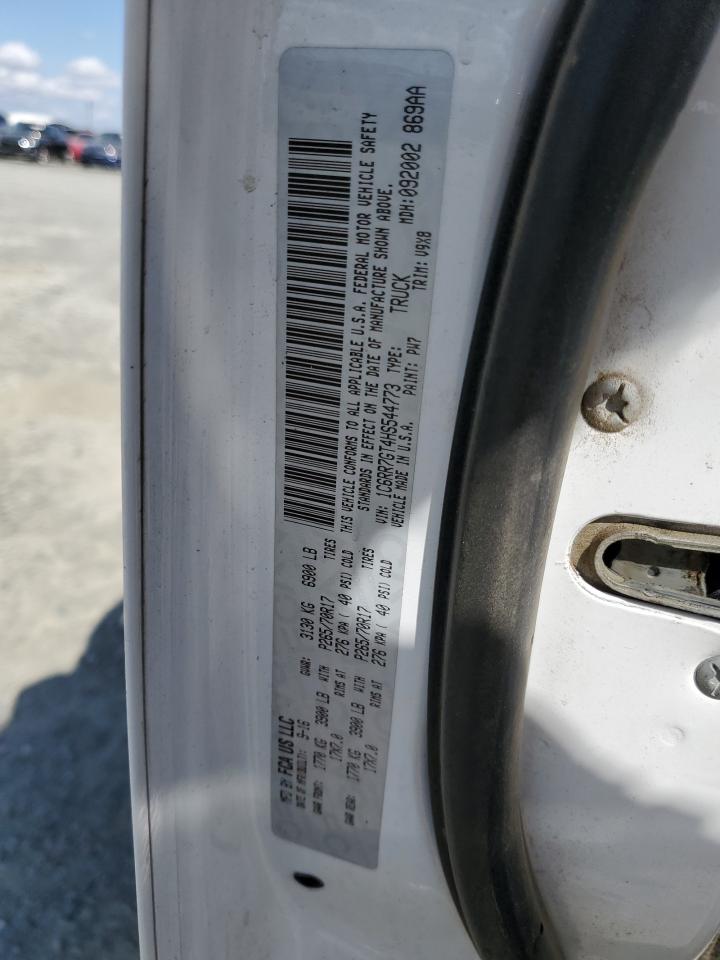 MFD BY FCA US LLC
DATE OF MFR(MOUTL): 9-16 GVWR: 3130 KG 6900 LB
GAWR FRONT: 1770 KG 3900 LB WITH P265/70R17 TIRES
17X7.0 RIMS AT 276 KPA ( 40 PSI) COLD
GAWR REAR: 1770 KG 3900 LB WITH P265/70R17 TIRES
17X7.0 RIMS AT 276 KPA ( 40 PSI) COLD
THIS VEHICLE CONFORMS TO ALL APPLICABLE U.S.A. FEDERAL MOTOR VEHICLE SAFETY
STANDARDS IN EFFECT ON THE DATE OF MANUFACTURE SHOWN ABOVE.
VIN: 1C6RR7GT4HS544773 TYPE: TRUCK MDH:092002 869AA
VEHICLE MADE IN U.S.A. PAINT: PW7 TRIM: V9X8